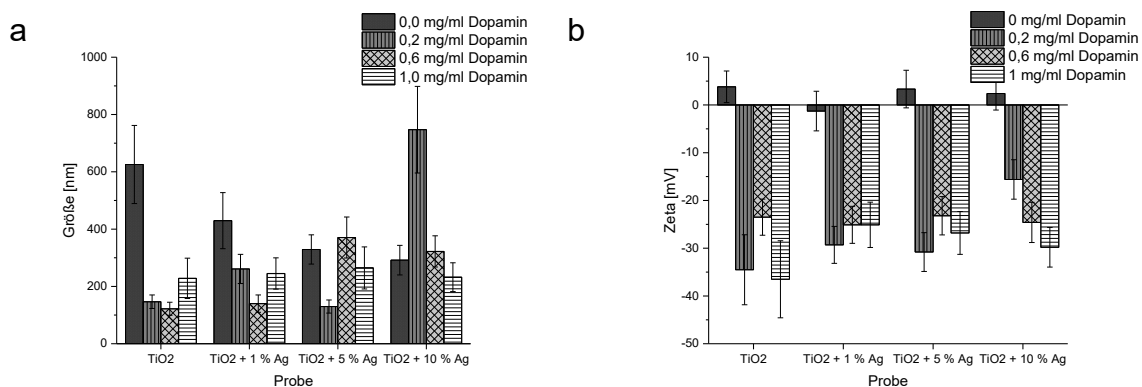 a
0,0 mg/ml Dopamin
0,2 mg/ml Dopamin
0,6 mg/ml Dopamin
1,0 mg/ml Dopamin
1000
800
600
400
200
0
Größe [nm]
TiO2
TiO2 + 1 % Ag
TiO2 + 5 % Ag
TiO2 + 10 % Ag
Probe
b
0 mg/ml Dopamin
0,2 mg/ml Dopamin
0,6 mg/ml Dopamin
1 mg/ml Dopamin
10
0
-10
-20
-30
-40
-50
Zeta [mV]
TiO2
TiO2 + 1 % Ag
TiO2 + 5 % Ag
TiO2 + 10 % Ag
Probe